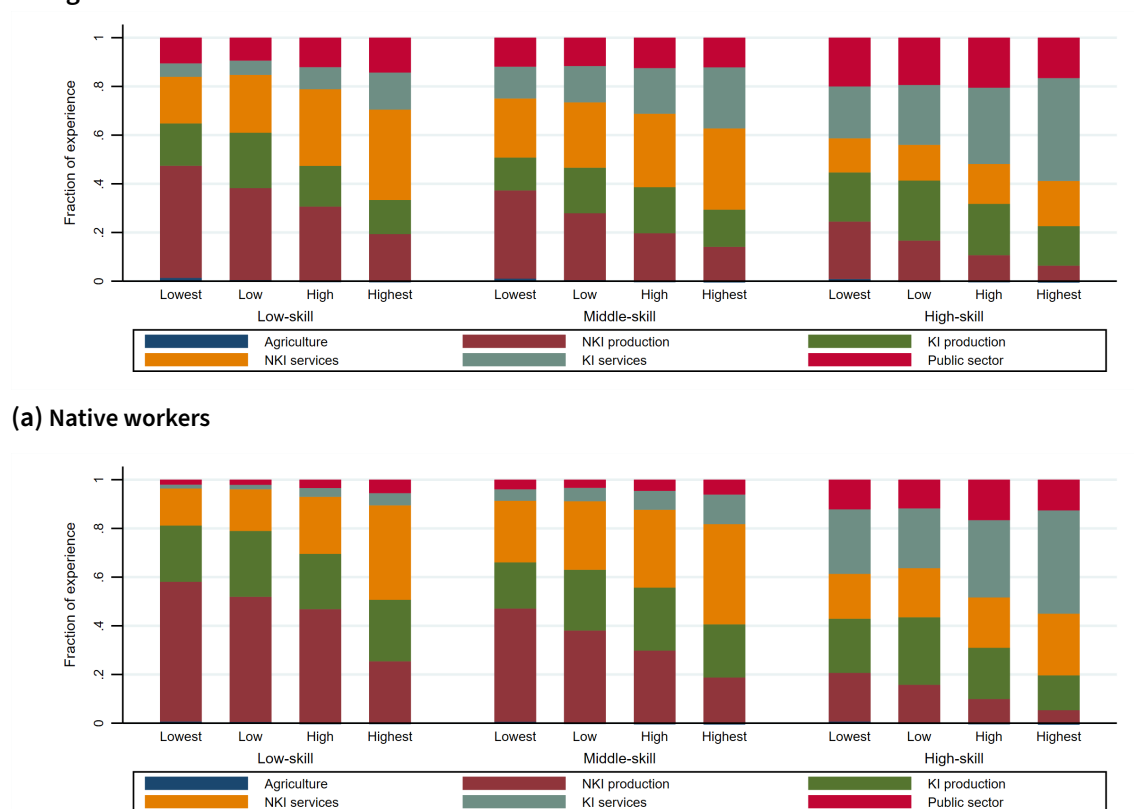 1
.8
.6
.4
.2
0
Fraction of experience
Lowest Low High Highest Lowest Low High Highest Lowest Low High Highest
Low-skill Middle-skill High-skill
Agriculture NKI production KI production
NKI services KI services Public sector
(a) Native workers
1
.8
.6
.4
.2
0
Fraction of experience
Lowest Low High Highest Lowest Low High Highest Lowest Low High Highest
Low-skill Middle-skill High-skill
Agriculture NKI production KI production
NKI services KI services Public sector